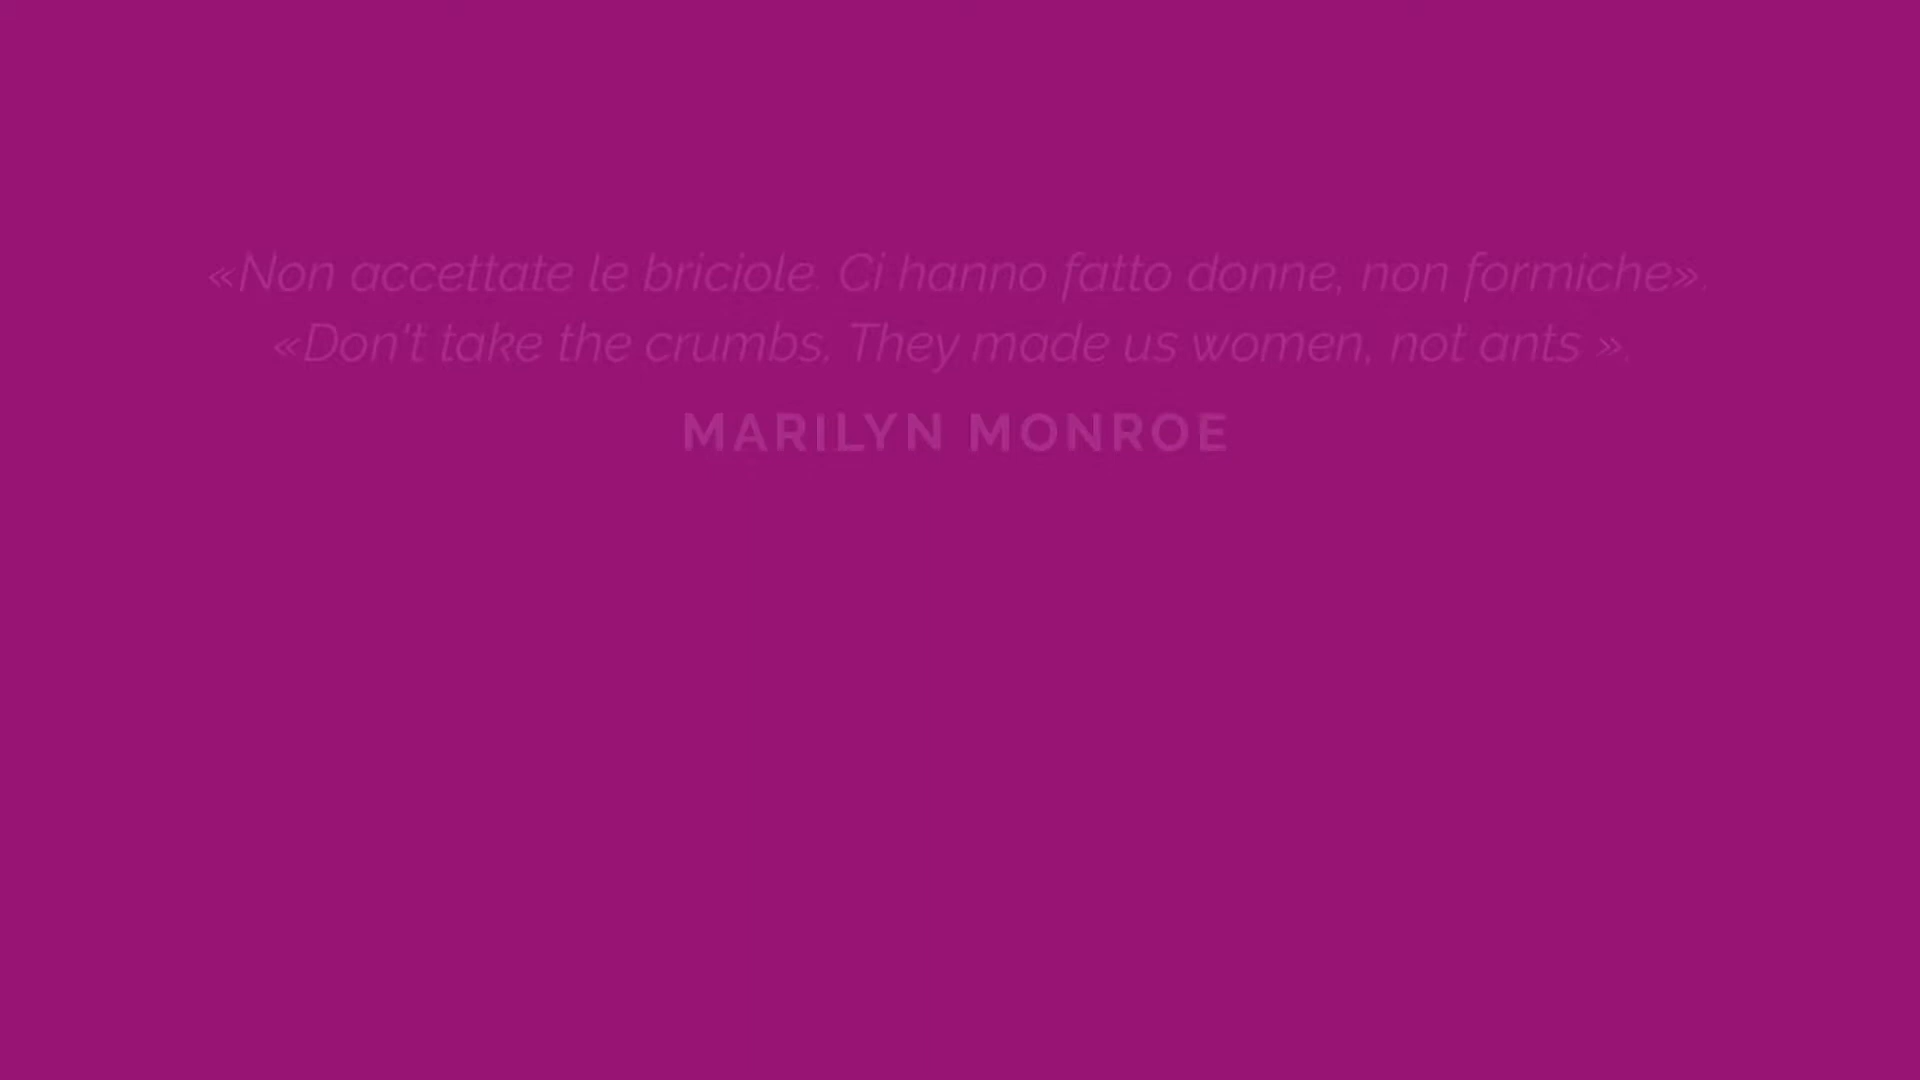 «Non accettate le briciole. Ci hanno fatto donne, non formiche».
«Don't take the crumbs. They made us women, not ants ».
MARILYN MONROE